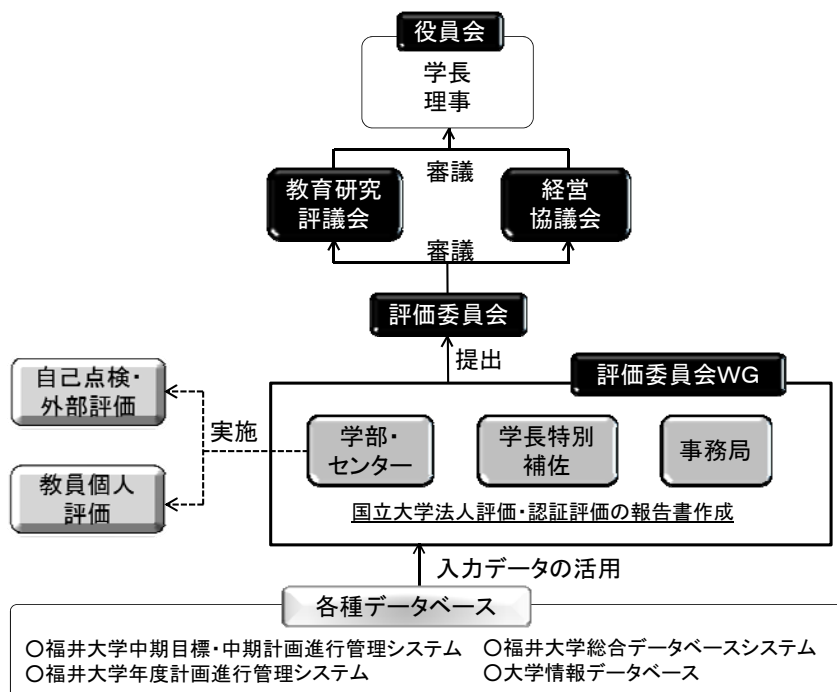 役員会
学長
理事
審議
教育研究
評議会
経営
協議会
審議
評価委員会
提出
評価委員会WG
自己点検・
外部評価
実施
教員個人
評価
学部・
センター
学長特別
補佐
事務局
国立大学法人評価・認証評価の報告書作成
入力データの活用
各種データベース
○福井大学中期目標・中期計画進行管理システム ○福井大学総合データベースシステム
○福井大学年度計画進行管理システム ○大学情報データベース